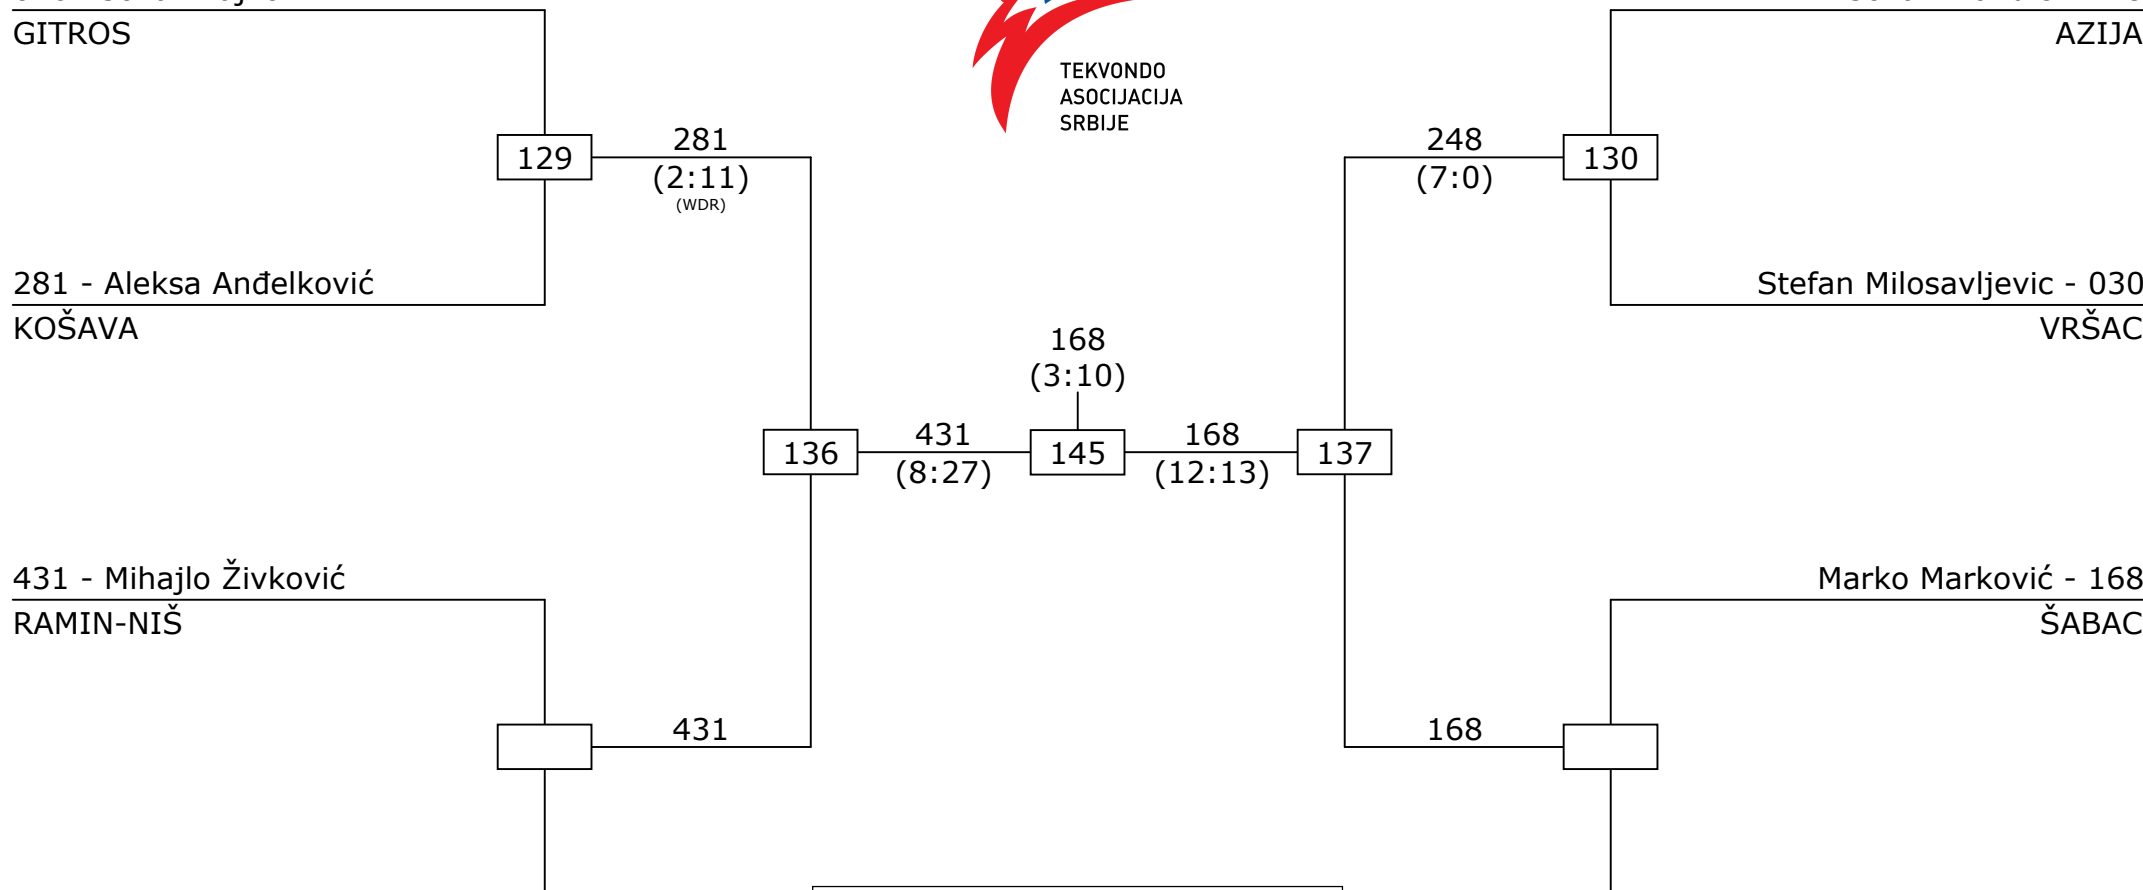 GITROS
AZIJA
TEKVONDO
ASOCIJACIJA
SRBIJE
129
281
(2:11)
(WDR)
248
(7:0)
130
281 - Aleksa Anđelković
KOŠAVA
Stefan Milosavljevic - 030
VRŠAC
168
(3:10)
136
431
(8:27)
145
168
(12:13)
137
431 - Mihajlo Živković
RAMIN-NIŠ
Marko Marković - 168
ŠABAC
431
168